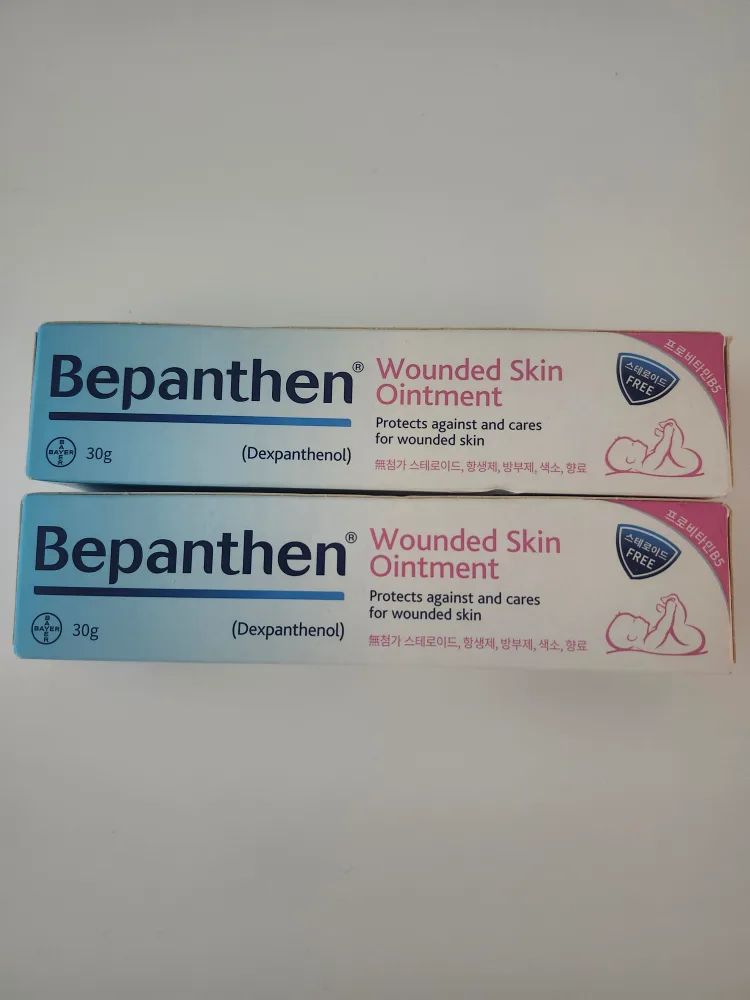 Bepanthen®
Wounded Skin
Ointment
Protects against and cares
for wounded skin
BAYER
BAYER
30g
(Dexpanthenol)
無첨가 스테로이드, 항생제, 방부제, 색소, 향료
프로비타민B5
스테로이드
FREE
Bepanthen®
Wounded Skin
Ointment
Protects against and cares
for wounded skin
BAYER
BAYER
30g
(Dexpanthenol)
無첨가 스테로이드, 항생제, 방부제, 색소, 향료
프로비타민B5
스테로이드
FREE